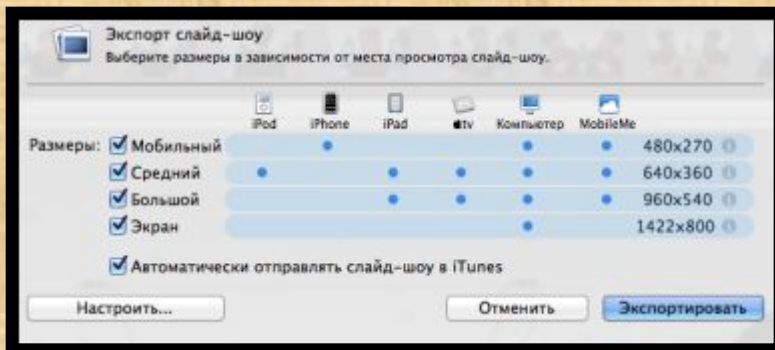 Экспорт слайд-шоу
Выберите размеры в зависимости от места просмотра слайд-шоу.
iPod iPhone iPad tv Компьютер MobileMe
Размеры: Мобильный 480x270
Средний 640x360
Большой 960x540
Экран 1422x800
Автоматически отправлять слайд-шоу в iTunes
Настроить... Отменить Экспортировать